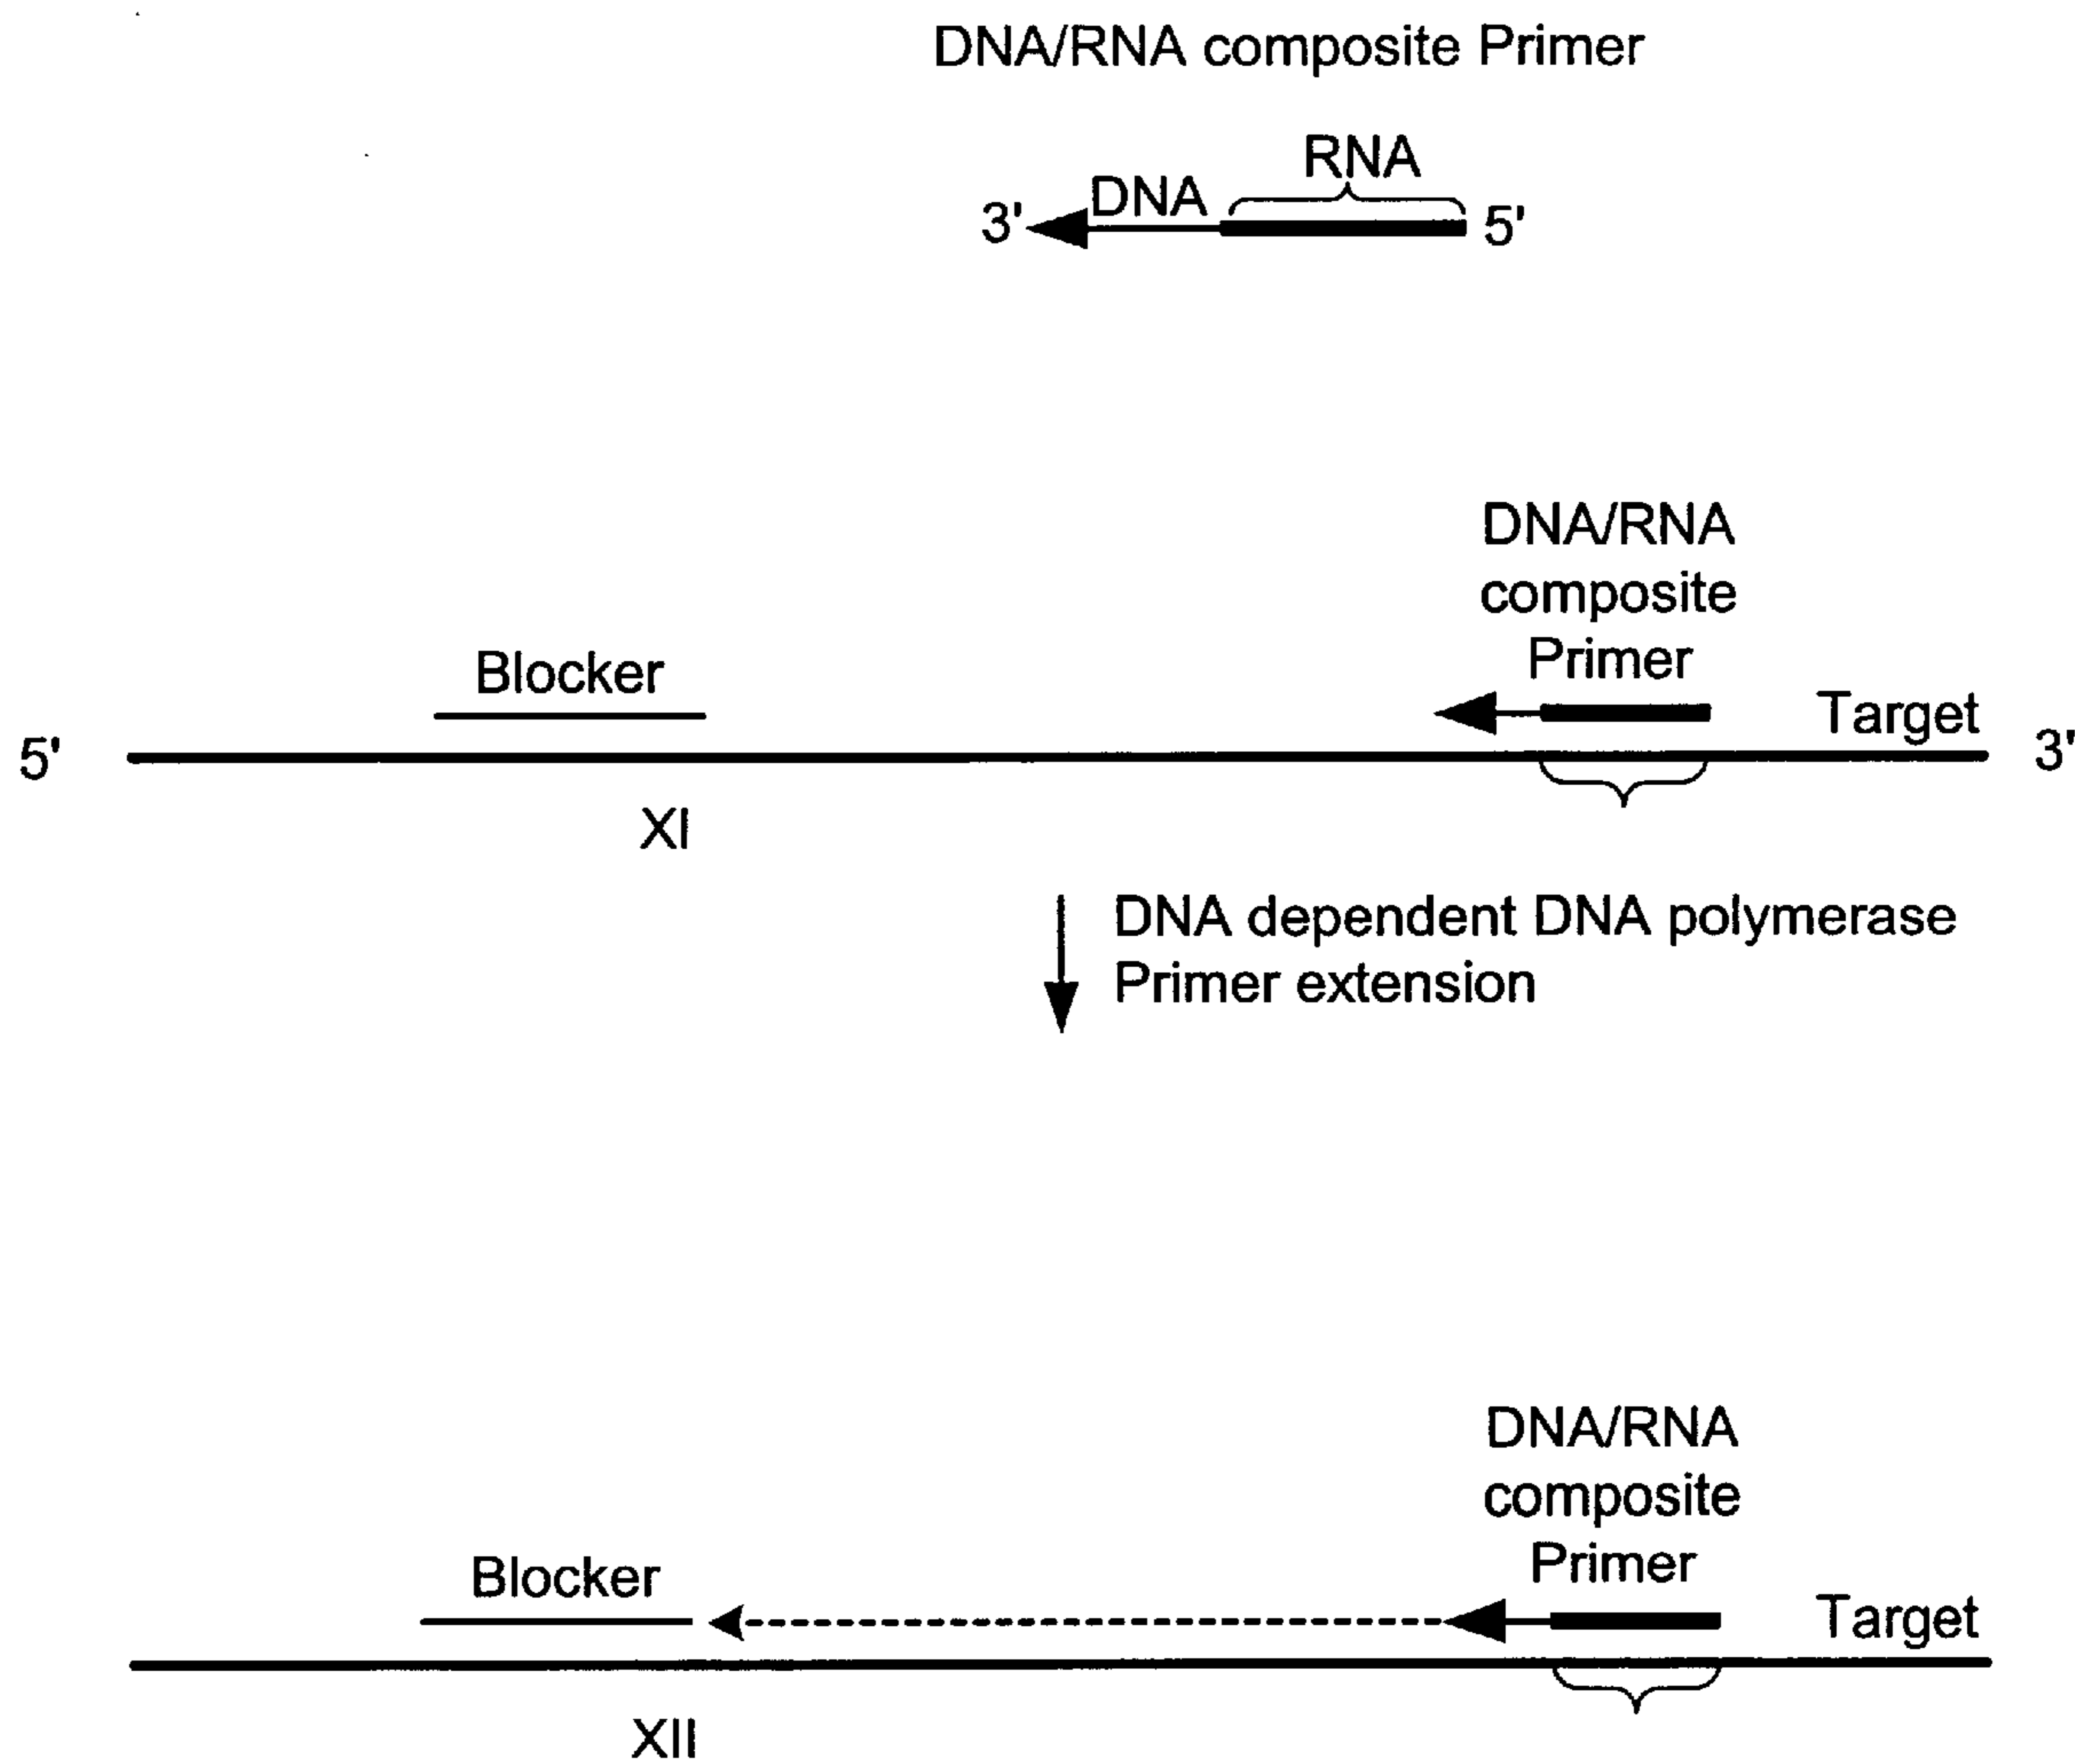 DNA/RNA composite Primer
RNA
DNA
3'
5'
DNA/RNA
composite
Primer
Blocker
Target
5'
3'
XI
DNA dependent DNA polymerase
Primer extension
DNA/RNA
composite
Primer
Blocker
Target
XII